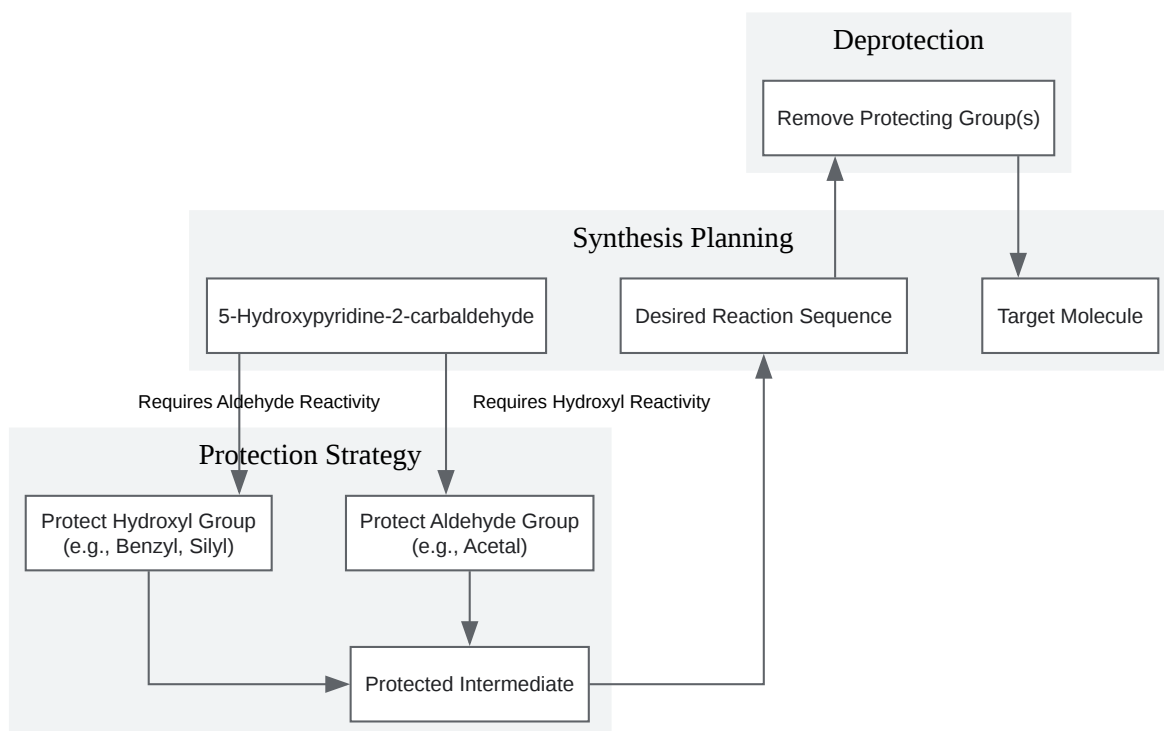 Deprotection
Remove Protecting Group(s)
Synthesis Planning
5-Hydroxypyridine-2-carbaldehyde
Desired Reaction Sequence
Target Molecule
Requires Aldehyde Reactivity
Requires Hydroxyl Reactivity
Protection Strategy
Protect Hydroxyl Group
(e.g., Benzyl, Silyl)
Protect Aldehyde Group
(e.g., Acetal)
Protected Intermediate